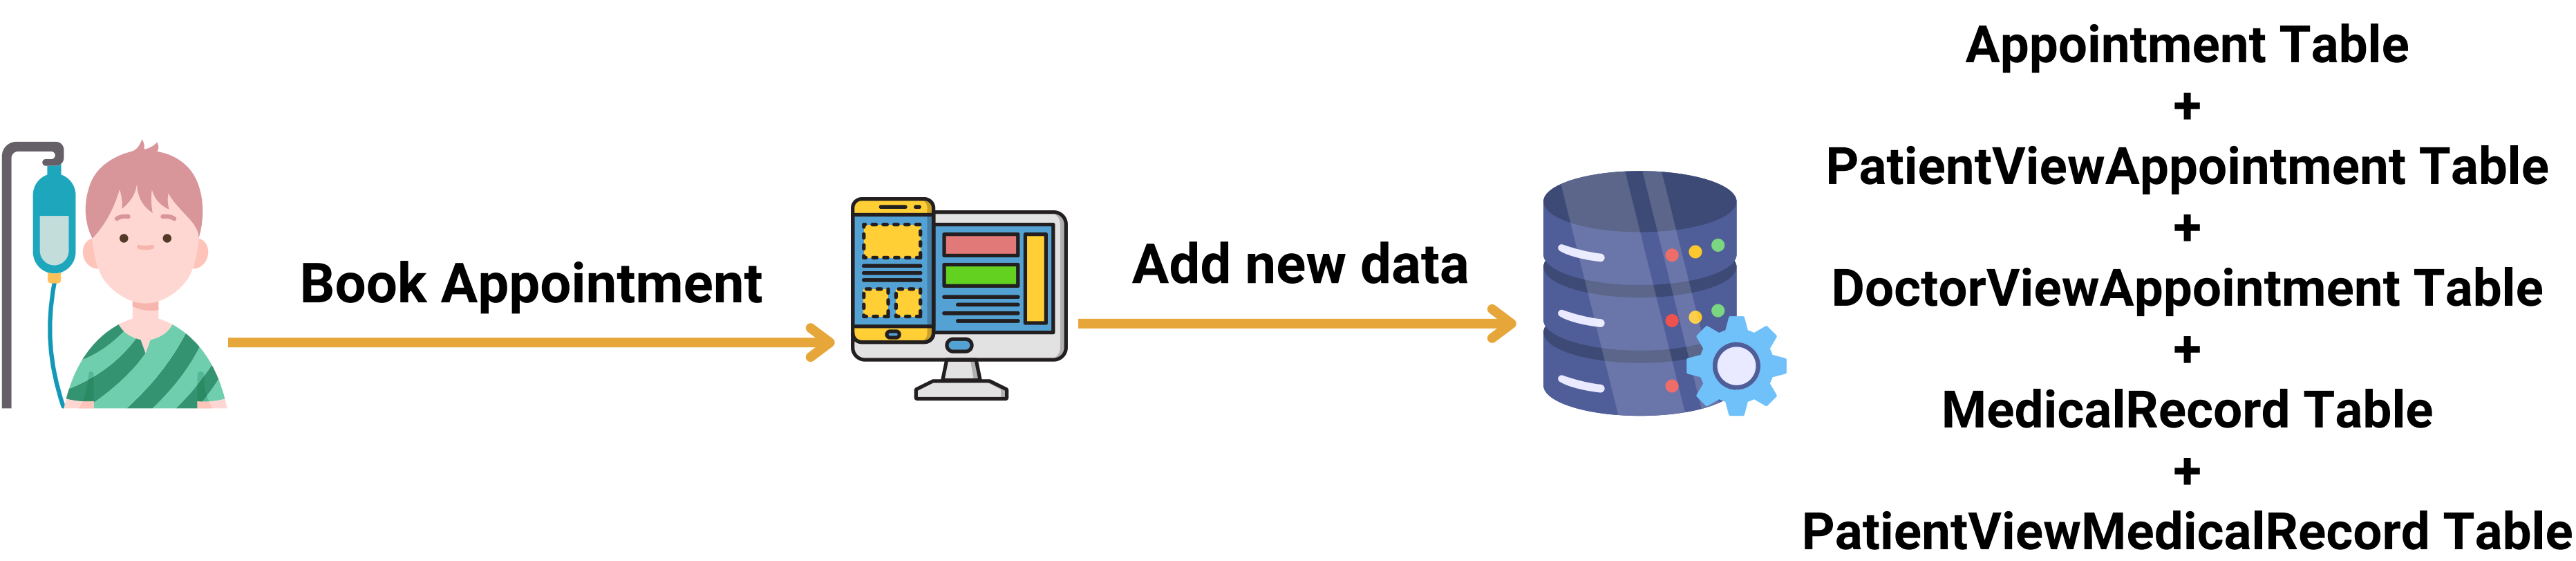 Book Appointment
Add new data
Appointment Table
+
PatientViewAppointment Table
+
DoctorViewAppointment Table
+
MedicalRecord Table
+
PatientViewMedicalRecord Table